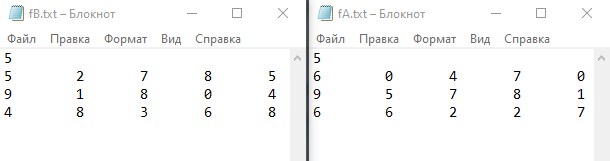 fB.txt – Блокнот
Файл Правка Формат Вид Справка
5
5 2 7 8 5
9 1 8 0 4
4 8 3 6 8
fA.txt – Блокнот
Файл Правка Формат Вид Справка
5
6 0 4 7 0
9 5 7 8 1
6 6 2 2 7